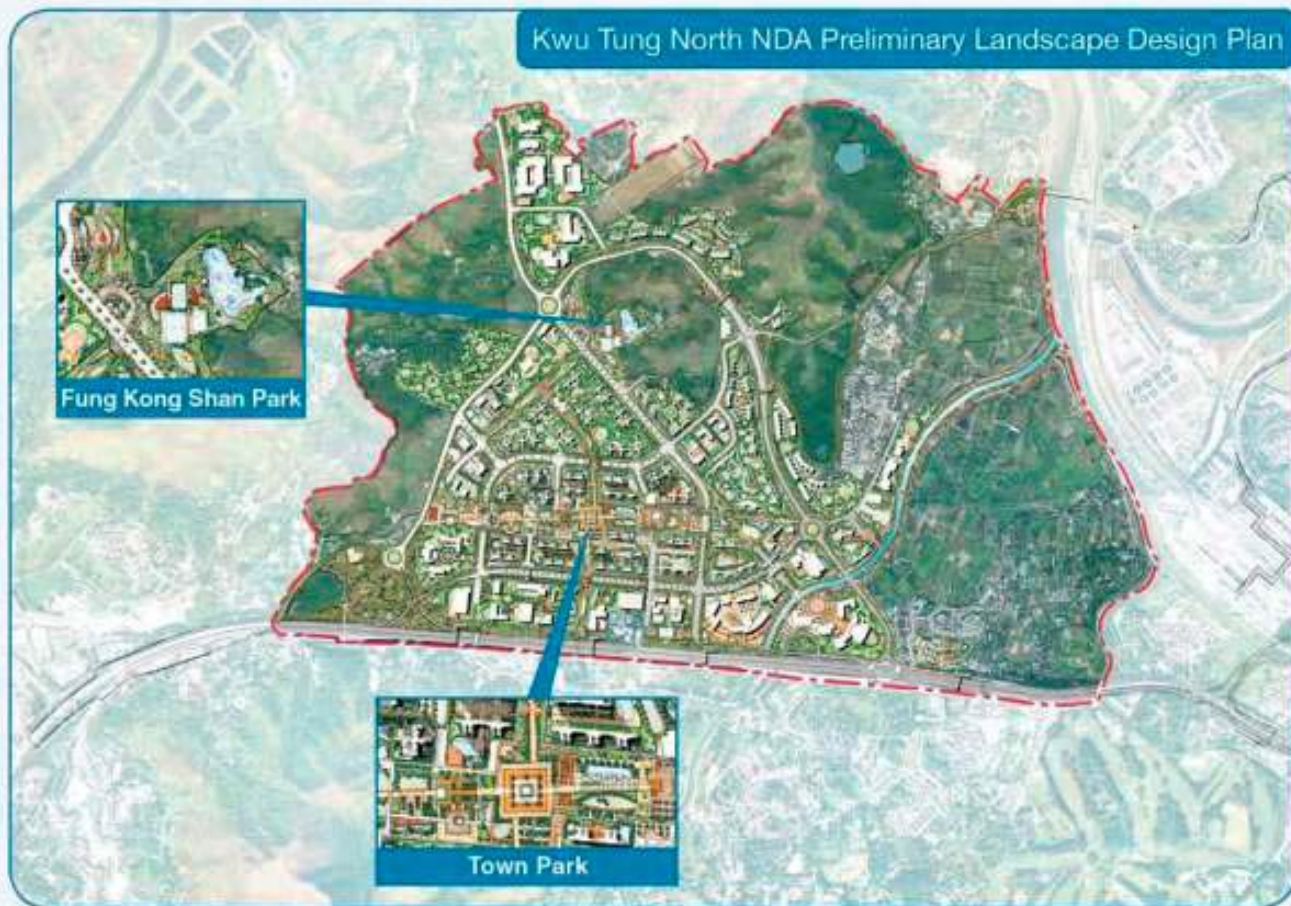 Kwu Tung North NDA Preliminary Landscape Design Plan
Fung Kong Shan Park
Town Park